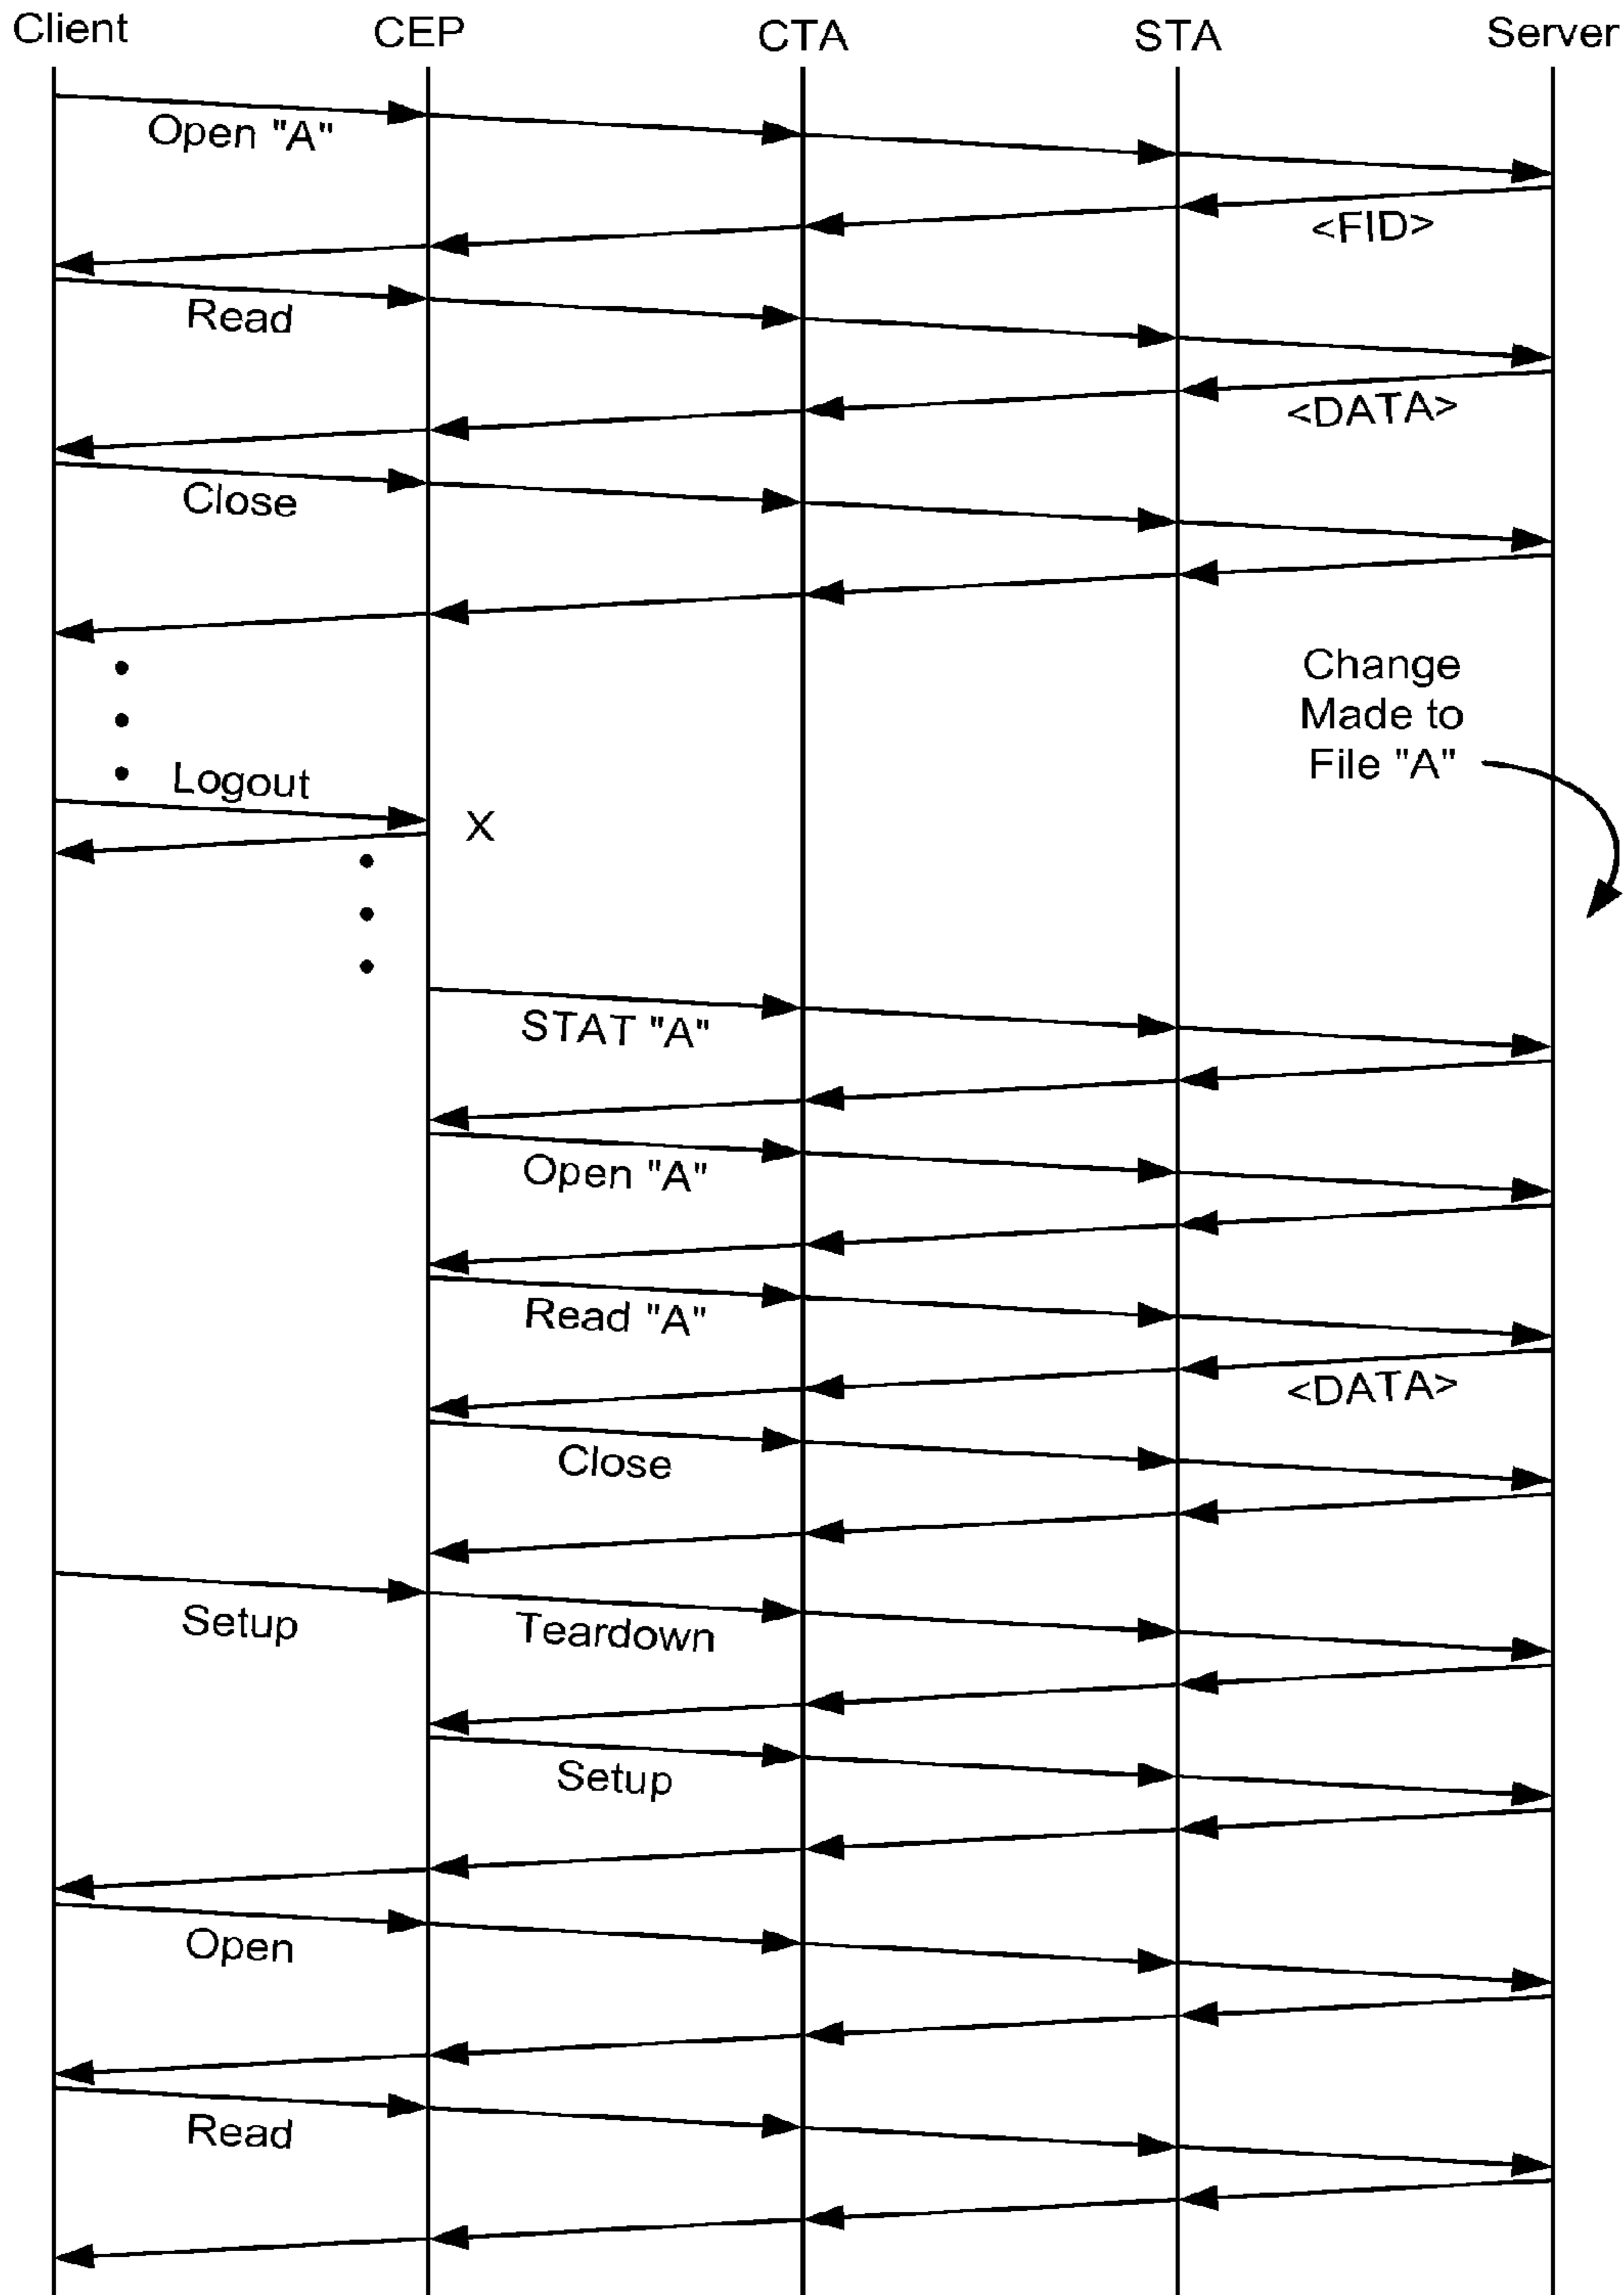 Client CEP CTA STA Server
Open "A"
<FID>
Read
<DATA>
Close
Change
Made to
File "A"
Logout
X
STAT "A"
Open "A"
Read "A"
<DATA>
Close
Setup Teardown
Setup
Open
Read